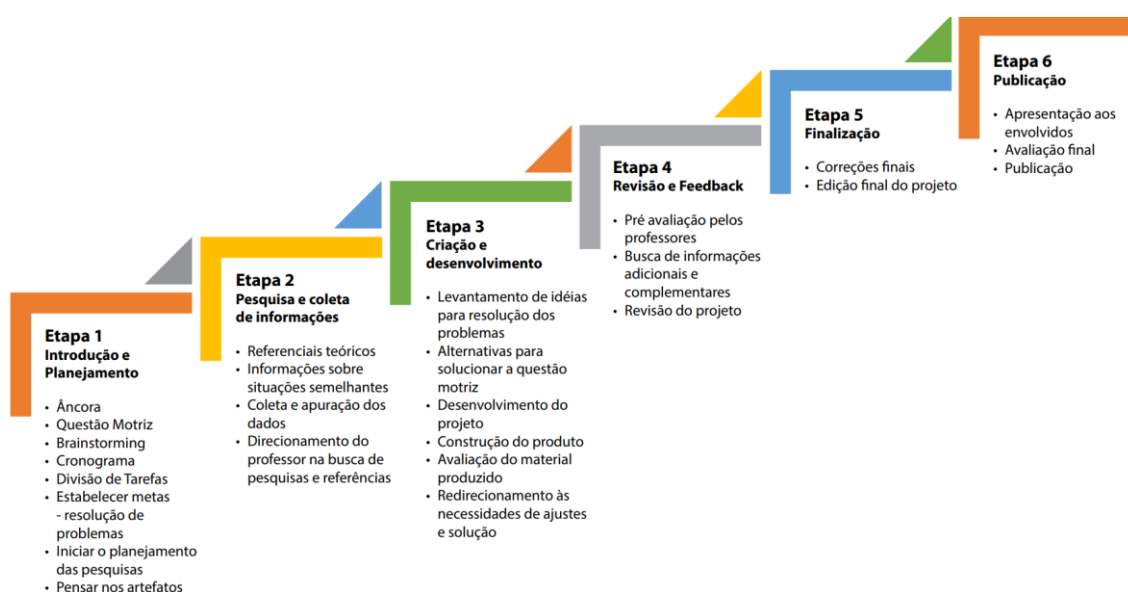 Etapa 1
Introdução e
Planejamento
• Âncora
• Questão Motriz
• Brainstorming
• Cronograma
• Divisão de Tarefas
• Estabelecer metas
- resolução de
problemas
• Iniciar o planejamento
das pesquisas
• Pensar nos artefatos
Etapa 2
Pesquisa e coleta
de informações
• Referenciais teóricos
• Informações sobre
situações semelhantes
• Coleta e apuração dos
dados
• Direcionamento do
professor na busca de
pesquisas e referências
Etapa 3
Criação e
desenvolvimento
• Levantamento de idéias
para resolução dos
problemas
• Alternativas para
solucionar a questão
motriz
• Desenvolvimento do
projeto
• Construção do produto
• Avaliação do material
produzido
• Redirecionamento às
necessidades de ajustes
e solução
Etapa 4
Revisão e Feedback
• Pré avaliação pelos
professores
• Busca de informações
adicionais e
complementares
• Revisão do projeto
Etapa 5
Finalização
• Correções finais
• Edição final do projeto
Etapa 6
Publicação
• Apresentação aos
envolvidos
• Avaliação final
• Publicação